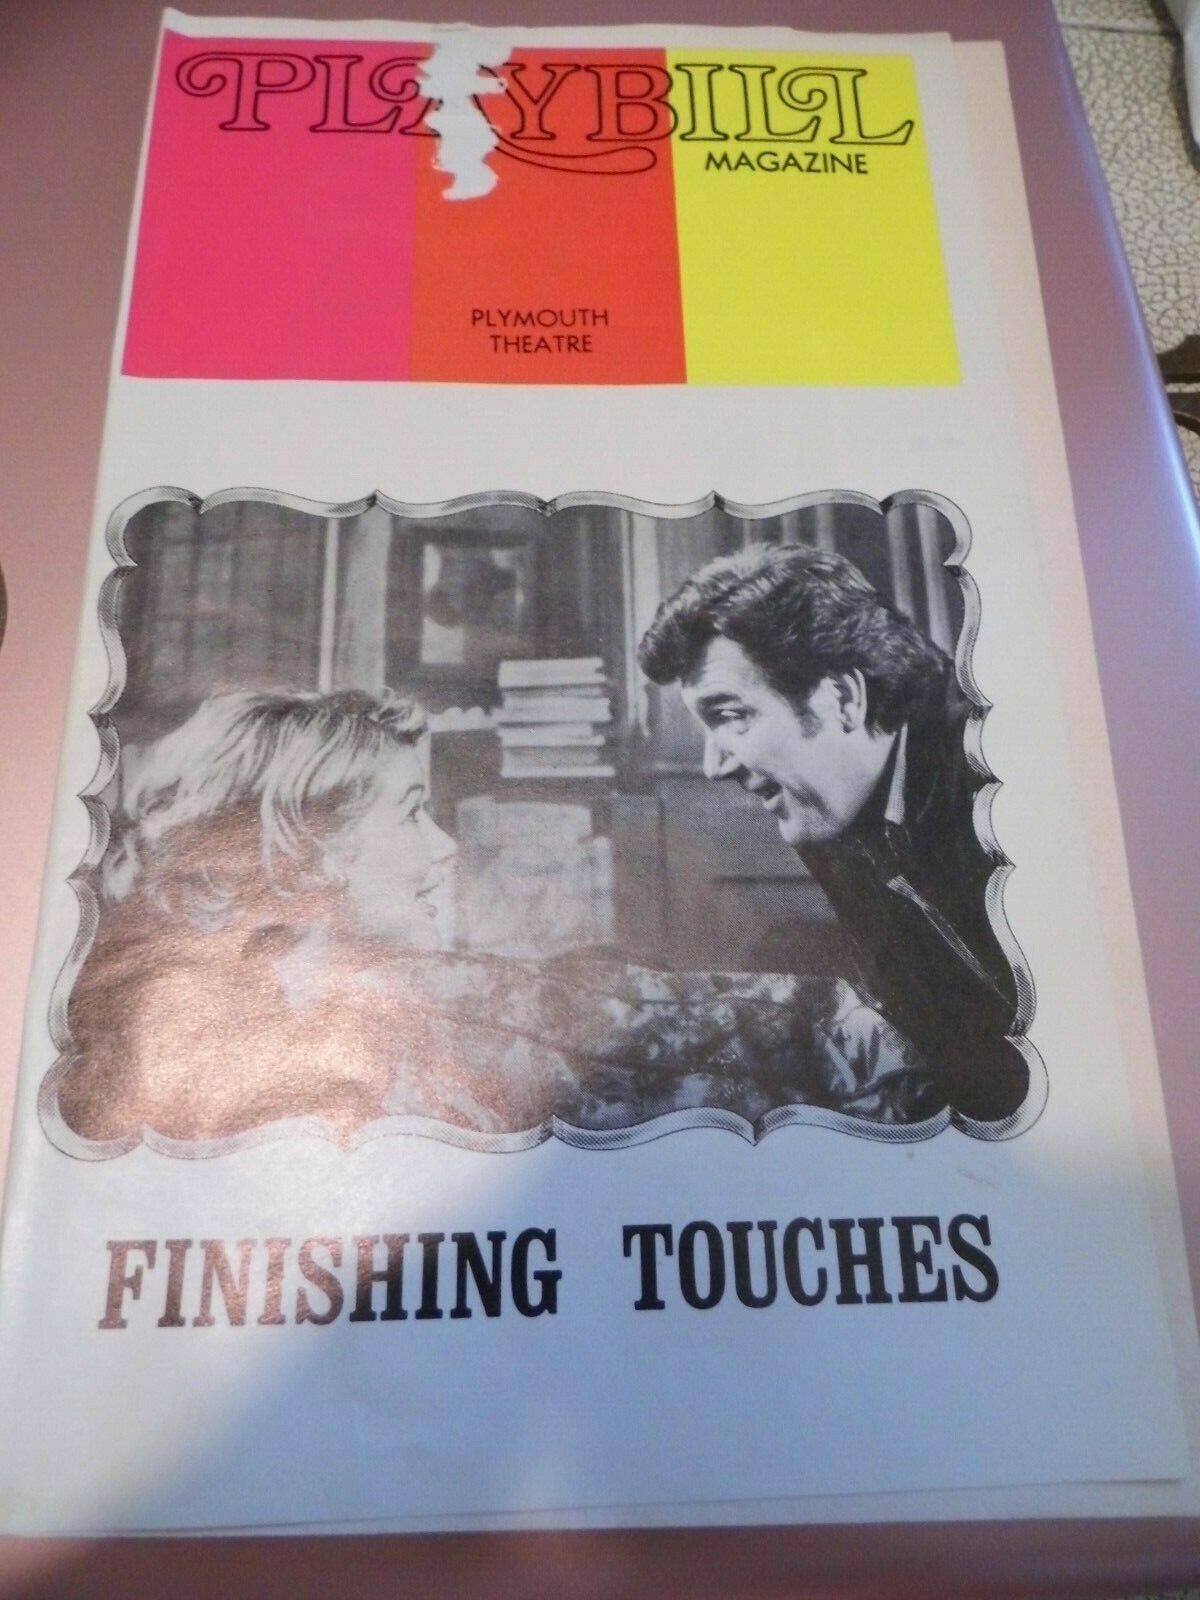 PLAYBILL
MAGAZINE
PLYMOUTH
THEATRE
FINISHING TOUCHES